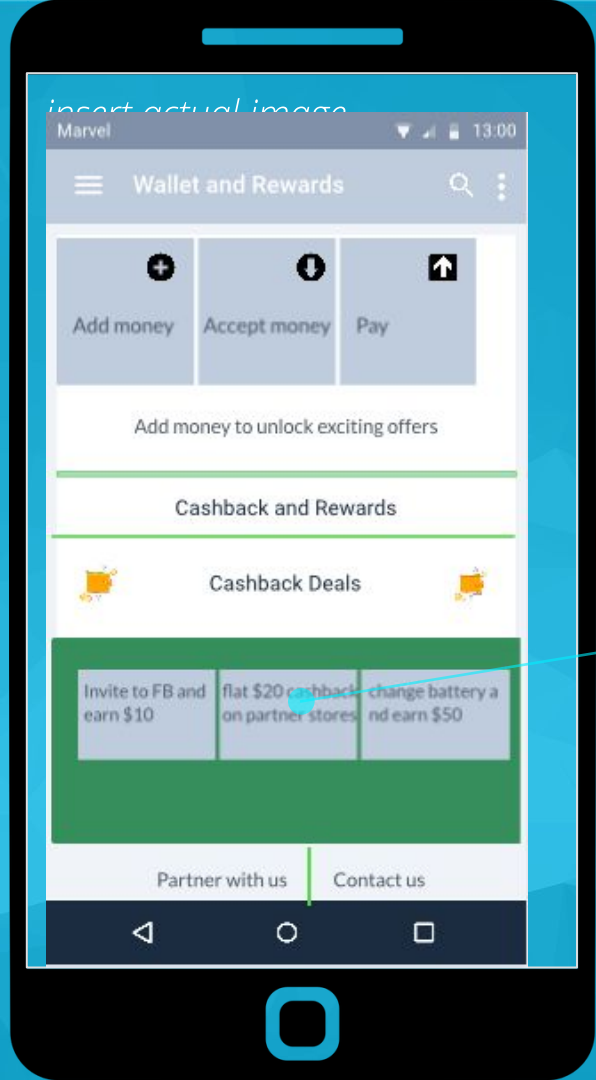 insert actual image
Marvel 13:00
Wallet and Rewards
Add money Accept money Pay
Add money to unlock exciting offers
Cashback and Rewards
Cashback Deals
Invite to FB and flat $20 cashback change battery a
earn $10 on partner stores nd earn $50
Partner with us Contact us